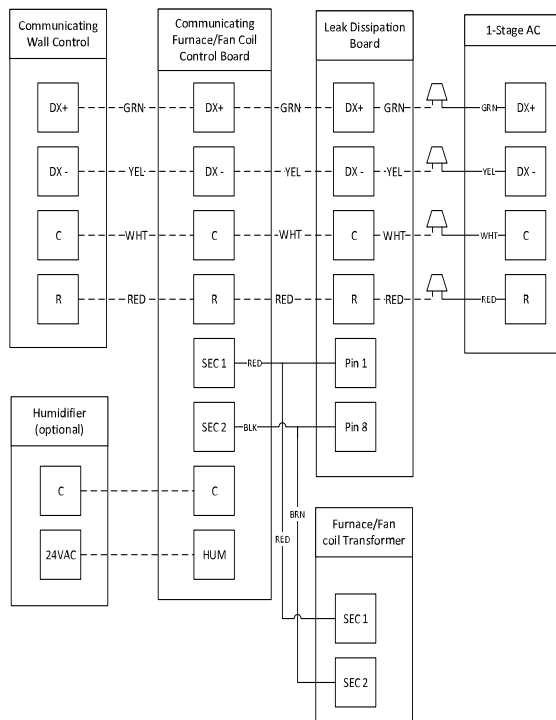 Communicating
Wall Control
Communicating
Furnace/Fan Coil
Control Board
Leak Dissipation
Board
1-Stage AC
DX+
GRN
DX+
GRN
DX+
GRN
GRN
DX+
DX -
YEL
DX -
YEL
DX -
YEL
YEL
DX -
C
WHT
C
WHT
C
WHT
WHT
C
R
RED
R
RED
R
RED
RED
R
SEC 1
RED
Pin 1
Humidifier
(optional)
SEC 2
BLK
Pin 8
C
C
BRN
RED
24VAC
HUM
Furnace/Fan
coil Transformer
SEC 1
SEC 2